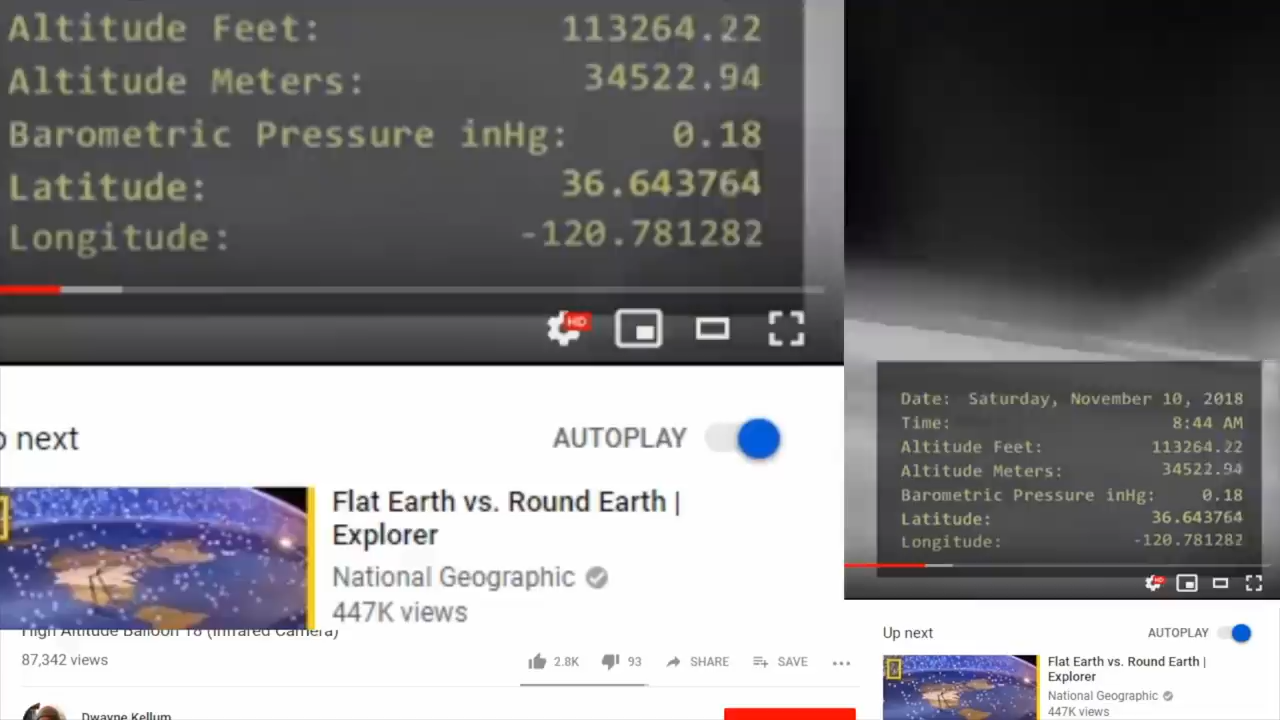 Altitude Feet: 113264.22
Altitude Meters: 34522.94
Barometric Pressure inHg: 0.18
Latitude: 36.643764
Longitude: -120.781282
HD
next
AUTOPLAY
Flat Earth vs. Round Earth |
Explorer
National Geographic
447K views
High Altitude Balloon 18 (Infrared Camera)
87,342 views
2.8K 93 SHARE SAVE ...
Dwayne Kellum
Date: Saturday, November 10, 2018
Time: 8:44 AM
Altitude Feet: 113264.22
Altitude Meters: 34522.94
Barometric Pressure inHg: 0.18
Latitude: 36.643764
Longitude: -120.781282
HD
Up next
AUTOPLAY
Flat Earth vs. Round Earth |
Explorer
National Geographic
447K views